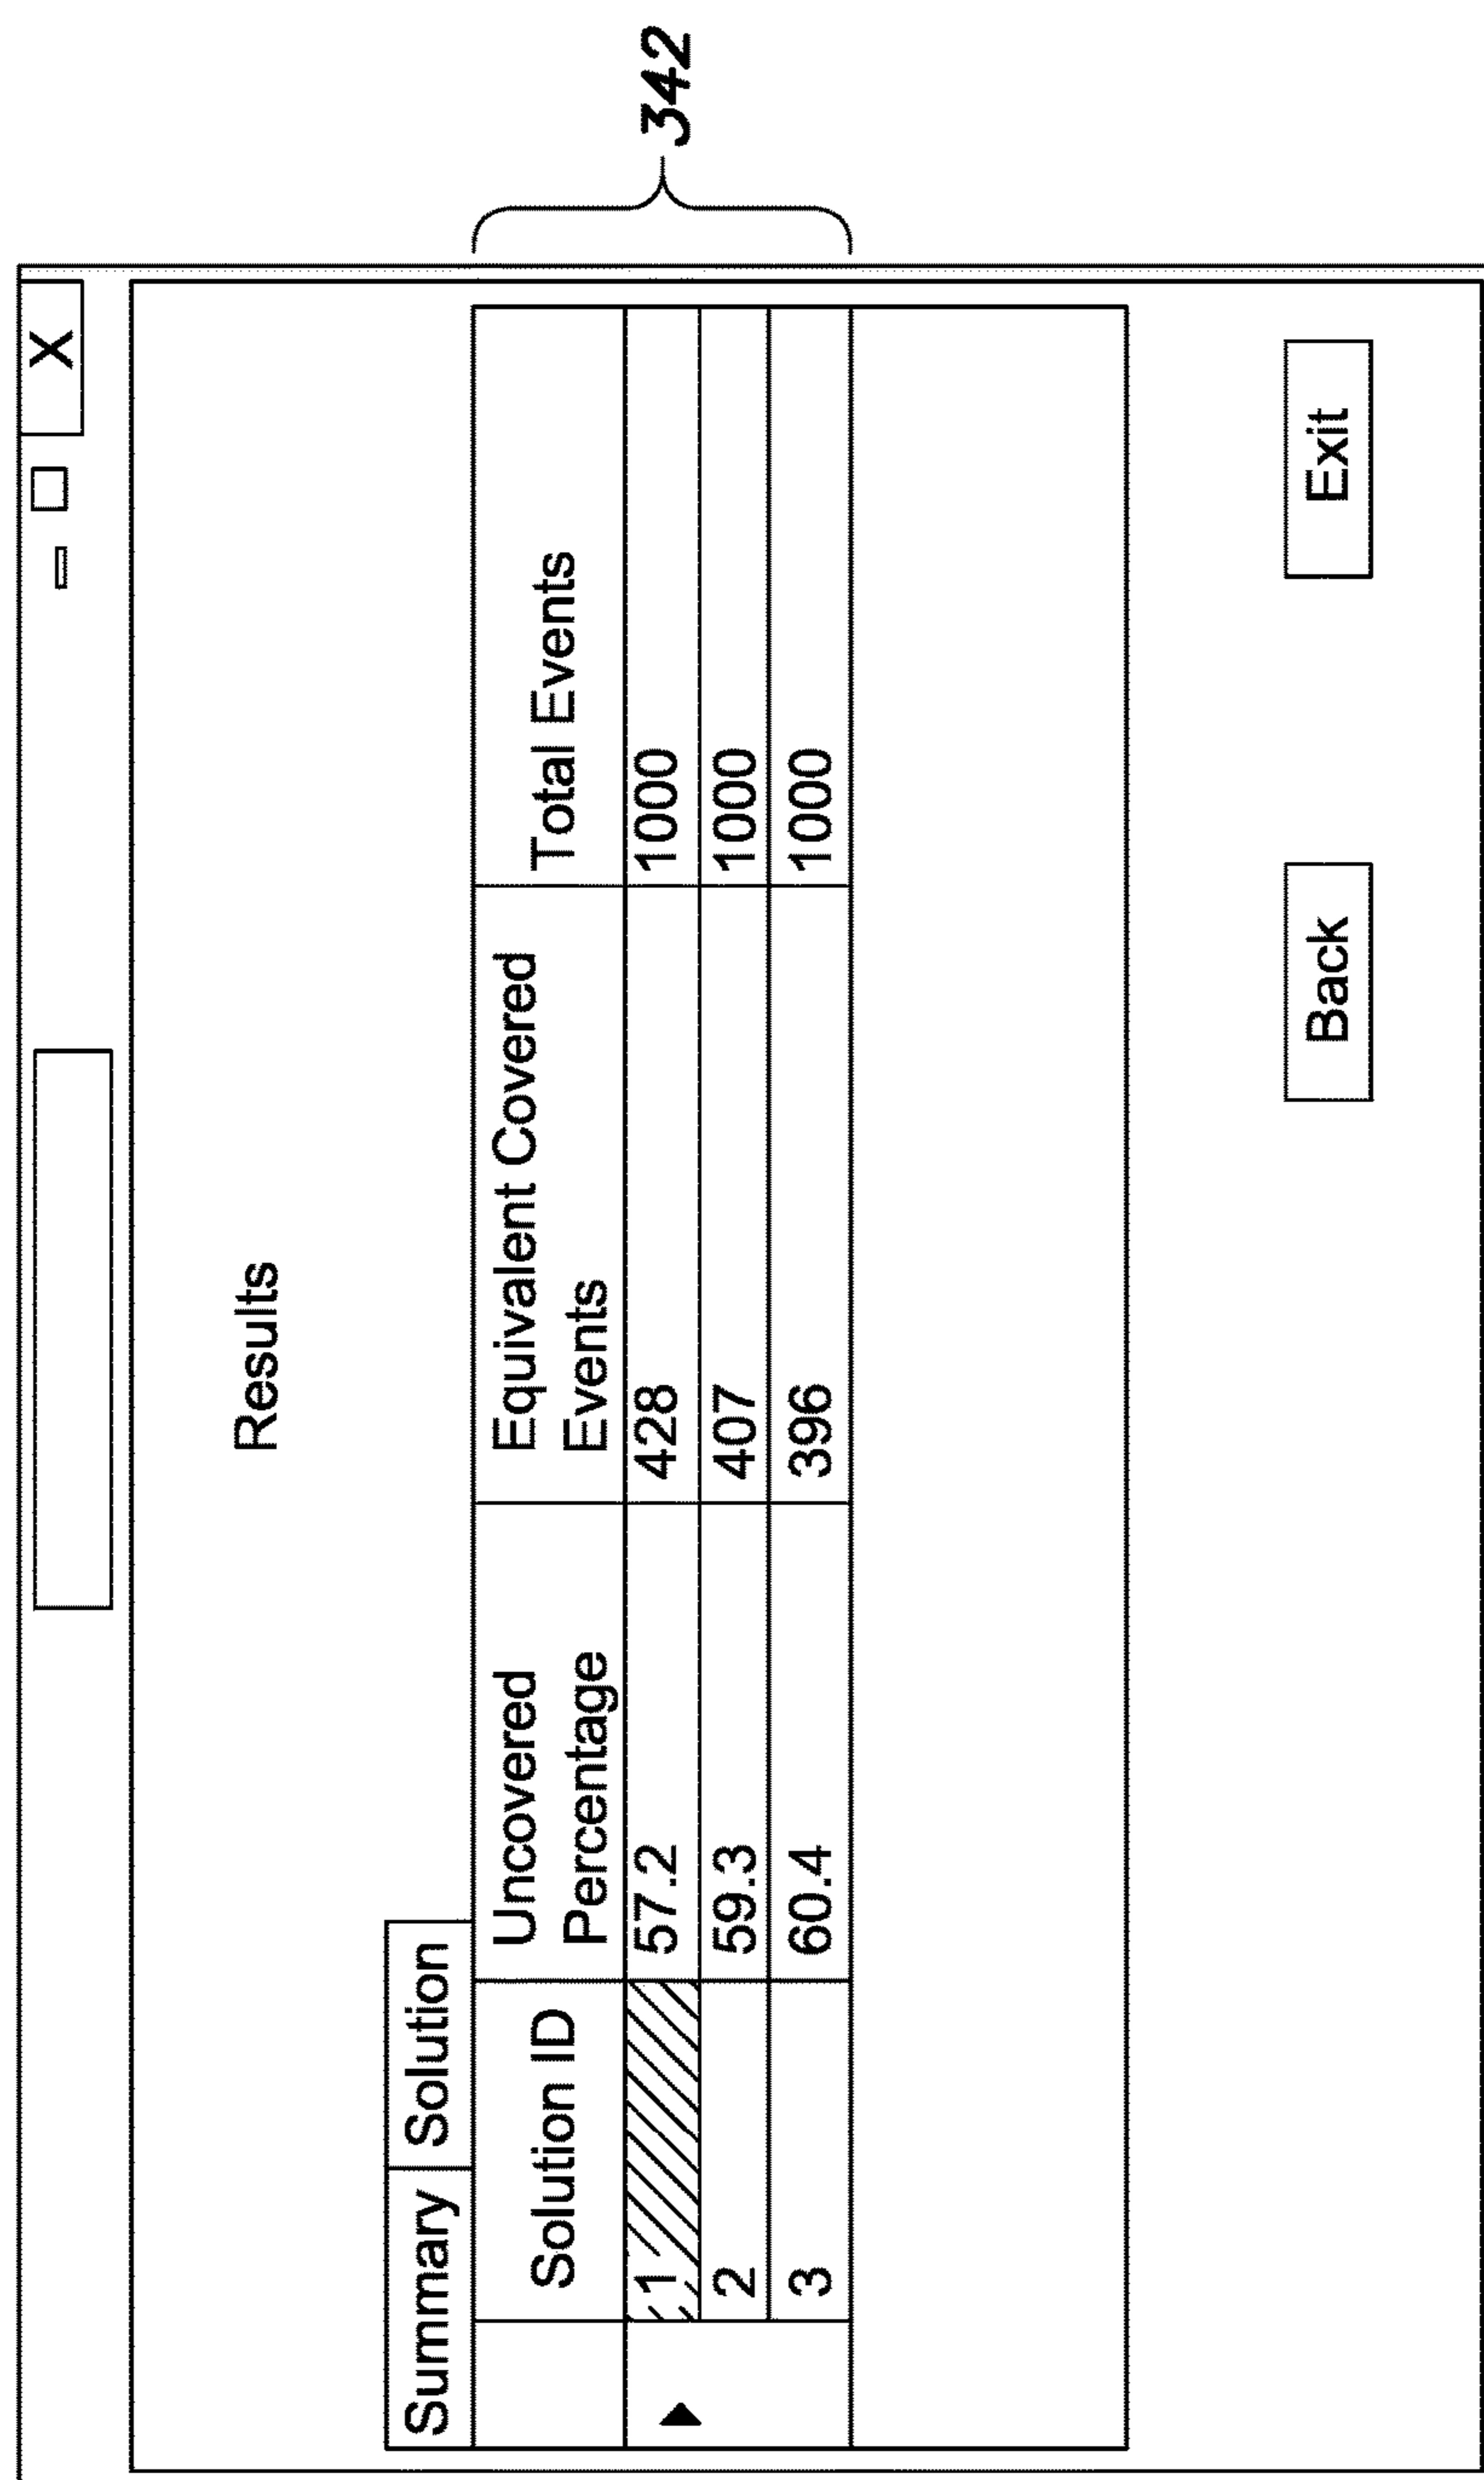 X
Results
Summary Solution
Solution ID Uncovered Percentage Equivalent Covered Events Total Events
1 57.2 428 1000
2 59.3 407 1000
3 60.4 396 1000
342
Back Exit